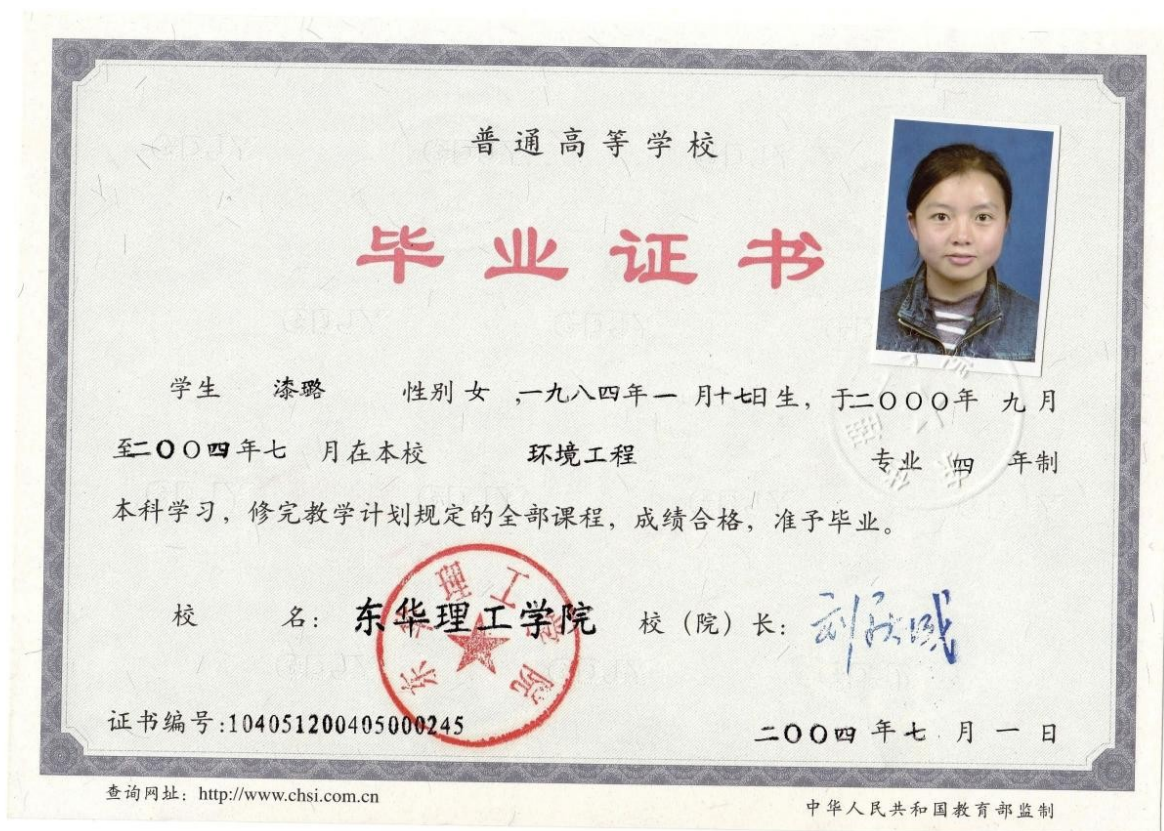 普通高等学校
毕业证书
学生 漆璐 性别 女 ,一九八四年一 月十七日生，于二〇〇〇年 九月
至二〇〇四年七 月在本校 环境工程 专业 四 年制
本科学习，修完教学计划规定的全部课程，成绩合格，准予毕业。
校 名：东华理工学院 校（院）长：
东华理工学院
证书编号:104051200405000245
二〇〇四年七月一日
查询网址：http://www.chsi.com.cn
中华人民共和国教育部监制